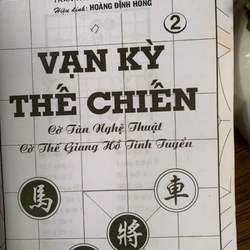 TRẦN
Hiệu đính: HOÀNG ĐÌNH HỒNG
2
VẠN KỲ
THẾ CHIẾN
Cờ Tàn Nghệ Thuật
Cờ Thế Giang Hồ Tinh Tuyển
馬
車
將